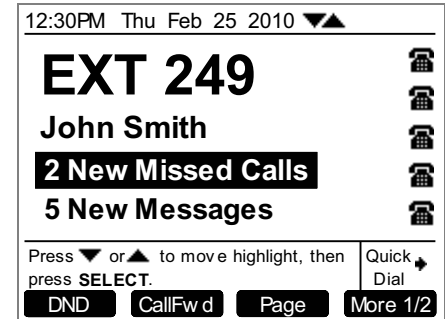 12:30PM Thu Feb 25 2010 ▼▲
EXT 249
John Smith
2 New Missed Calls
5 New Messages
Press ▼ or ▲ to move highlight, then
press SELECT.
Quick
Dial
DND CallFwd Page More 1/2